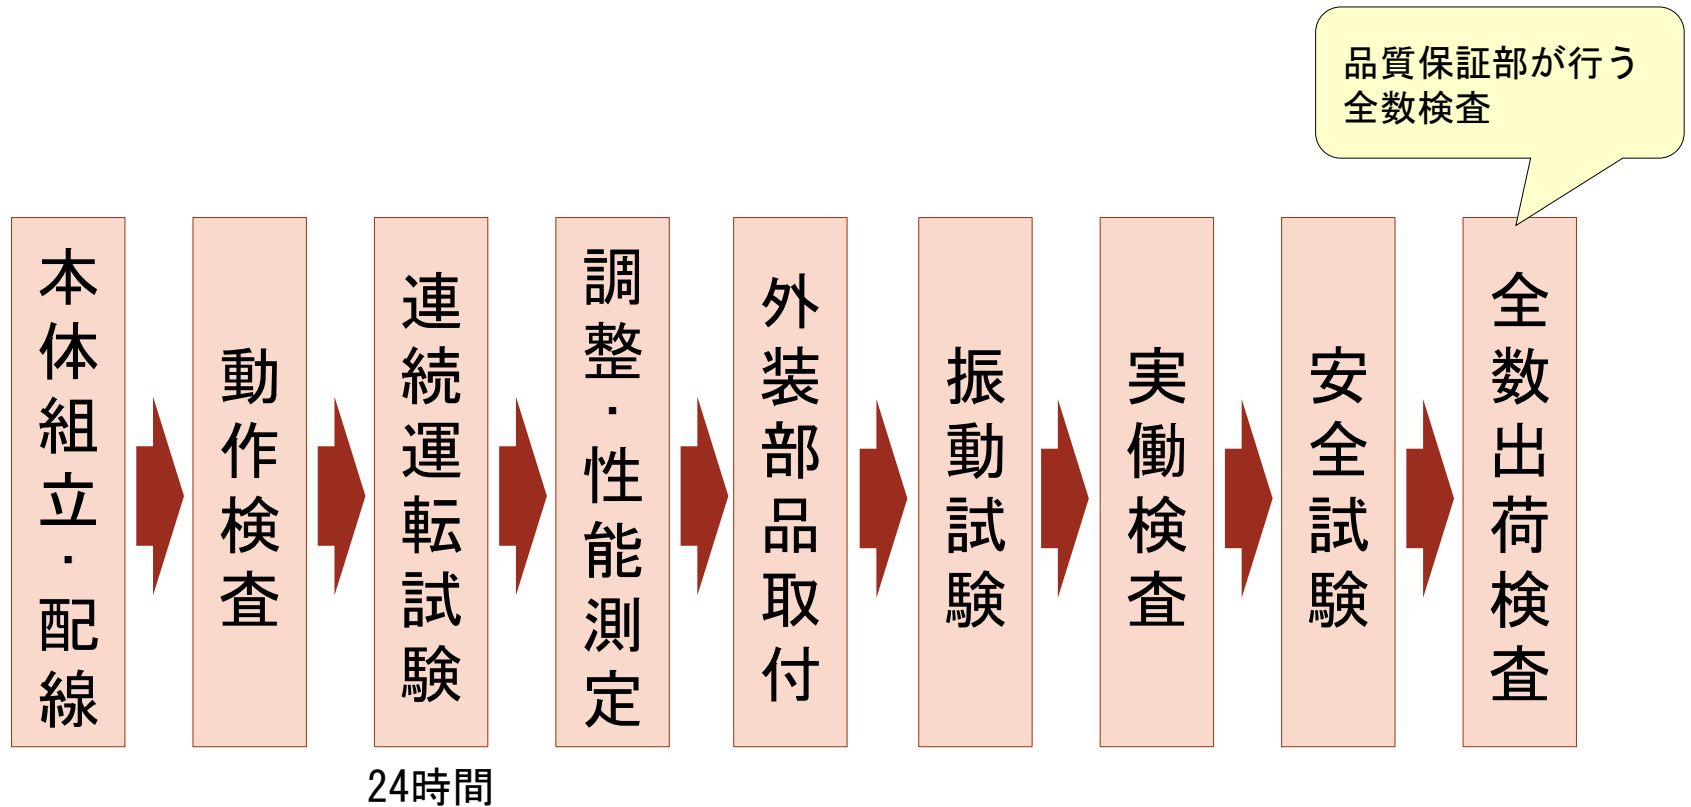 品質保証部が行う
全数検査
本体組立・配線
動作検査
連続運転試験
調整・性能測定
外装部品取付
振動試験
実働検査
安全試験
全数出荷検査
24時間